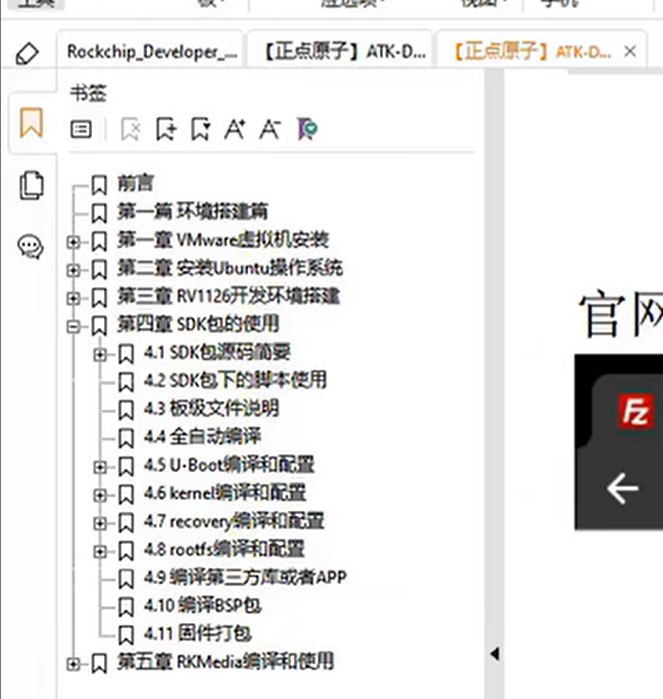 工具
视图
手机
Rockchip_Developer_...
【正点原子】ATK-D...
【正点原子】ATK-D...
书签
前言
第一篇 环境搭建篇
第一章 VMware虚拟机安装
第二章 安装Ubuntu操作系统
第三章 RV1126开发环境搭建
第四章 SDK包的使用
4.1 SDK包源码简要
4.2 SDK包下的脚本使用
4.3 板级文件说明
4.4 全自动编译
4.5 U-Boot编译和配置
4.6 kernel编译和配置
4.7 recovery编译和配置
4.8 rootfs编译和配置
4.9 编译第三方库或者APP
4.10 编译BSP包
4.11 固件打包
第五章 RKMedia编译和使用
官网
Fz